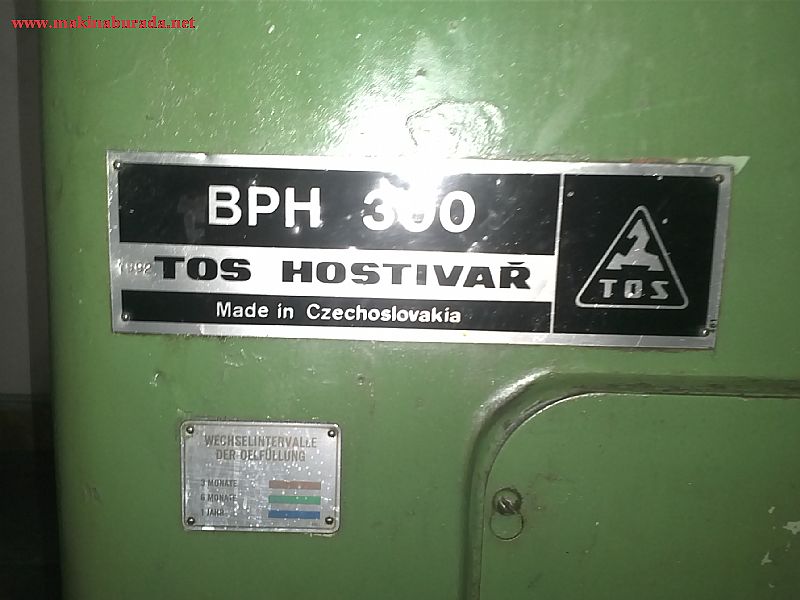 www.makinaburada.net
BPH 300
1992 TOS HOSTIVAŘ
Made in Czechoslovakia
TOS
WECHSELINTERVALLE
DER OELFÜLLUNG
3 MONATE
6 MONATE
1 JAHR